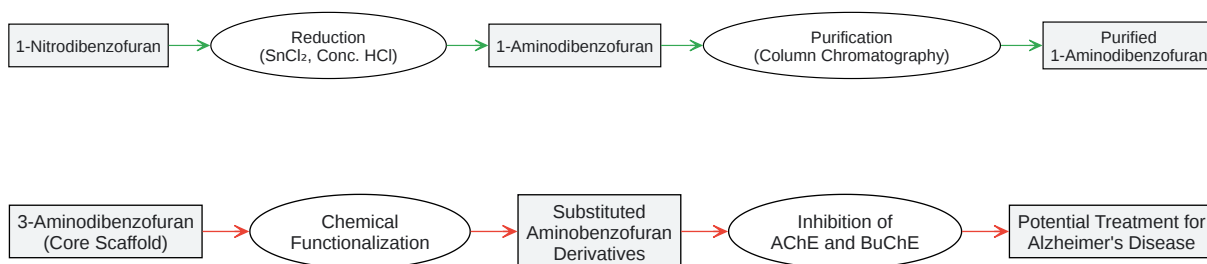 1-Nitrodibenzofuran
Reduction
(SnCl₂, Conc. HCl)
1-Aminodibenzofuran
Purification
(Column Chromatography)
Purified
1-Aminodibenzofuran
3-Aminodibenzofuran
(Core Scaffold)
Chemical
Functionalization
Substituted
Aminobenzofuran
Derivatives
Inhibition of
AChE and BuChE
Potential Treatment for
Alzheimer's Disease